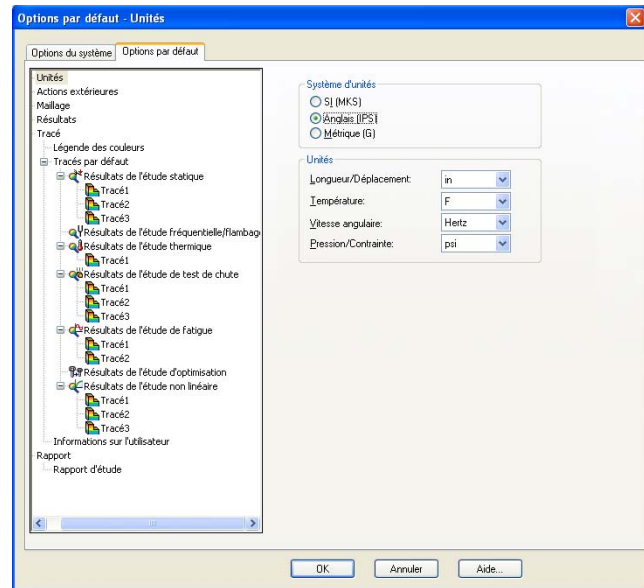 Options par défaut - Unités
Options du système
Options par défaut
Unités
Actions extérieures
Maillage
Résultats
Tracé
Légende des couleurs
Tracés par défaut
Résultats de l'étude statique
Tracé1
Tracé2
Tracé3
Résultats de l'étude fréquentielle/flambag
Résultats de l'étude thermique
Tracé1
Résultats de l'étude de test de chute
Tracé1
Tracé2
Tracé3
Résultats de l'étude de fatigue
Tracé1
Tracé2
Résultats de l'étude d'optimisation
Résultats de l'étude non linéaire
Tracé1
Tracé2
Tracé3
Informations sur l'utilisateur
Rapport
Rapport d'étude
Système d'unités
SI (MKS)
Anglais (IPS)
Métrique (G)
Unités
Longueur/Déplacement: in
Température: F
Vitesse angulaire: Hertz
Pression/Contrainte: psi
OK Annuler Aide...